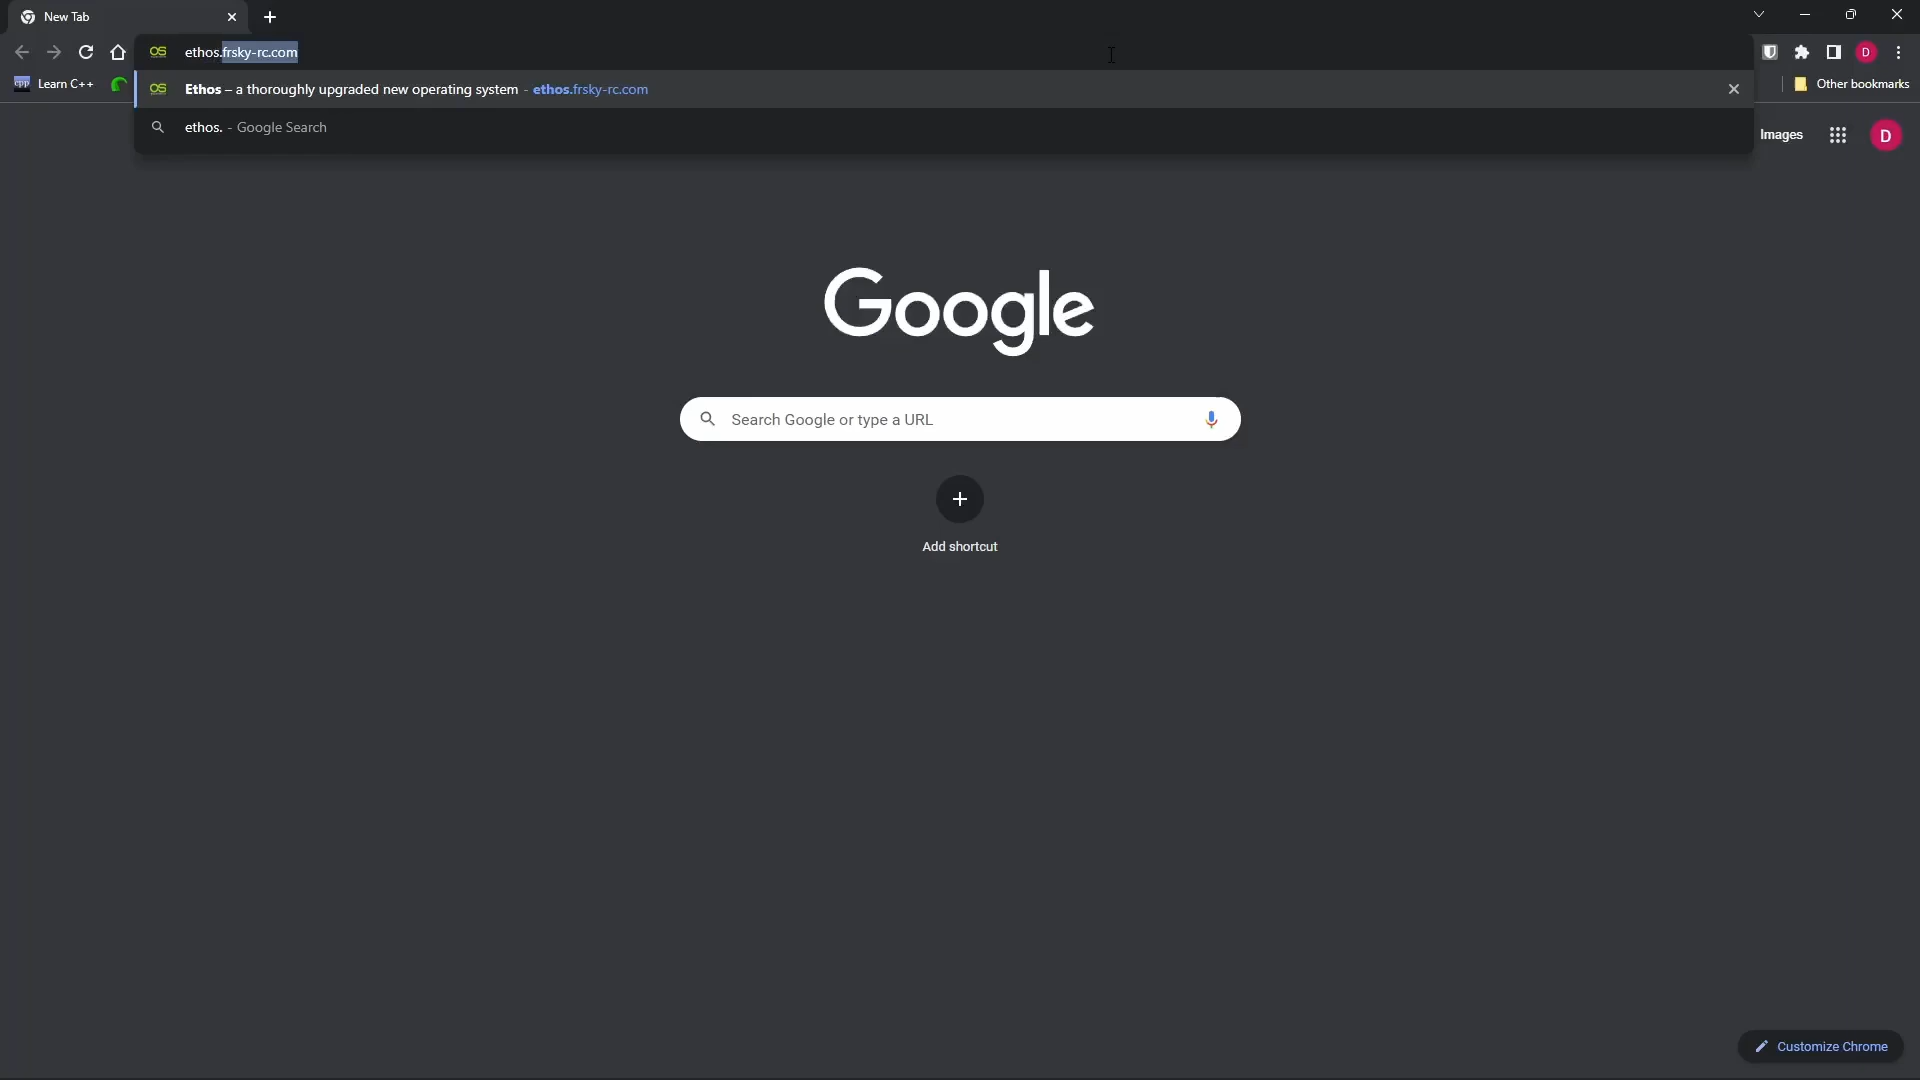 New Tab
ethos.frsky-rc.com
cpp Learn C++
Ethos – a thoroughly upgraded new operating system - ethos.frsky-rc.com
Other bookmarks
ethos. - Google Search
Images
D
D
Google
Search Google or type a URL
Add shortcut
Customize Chrome